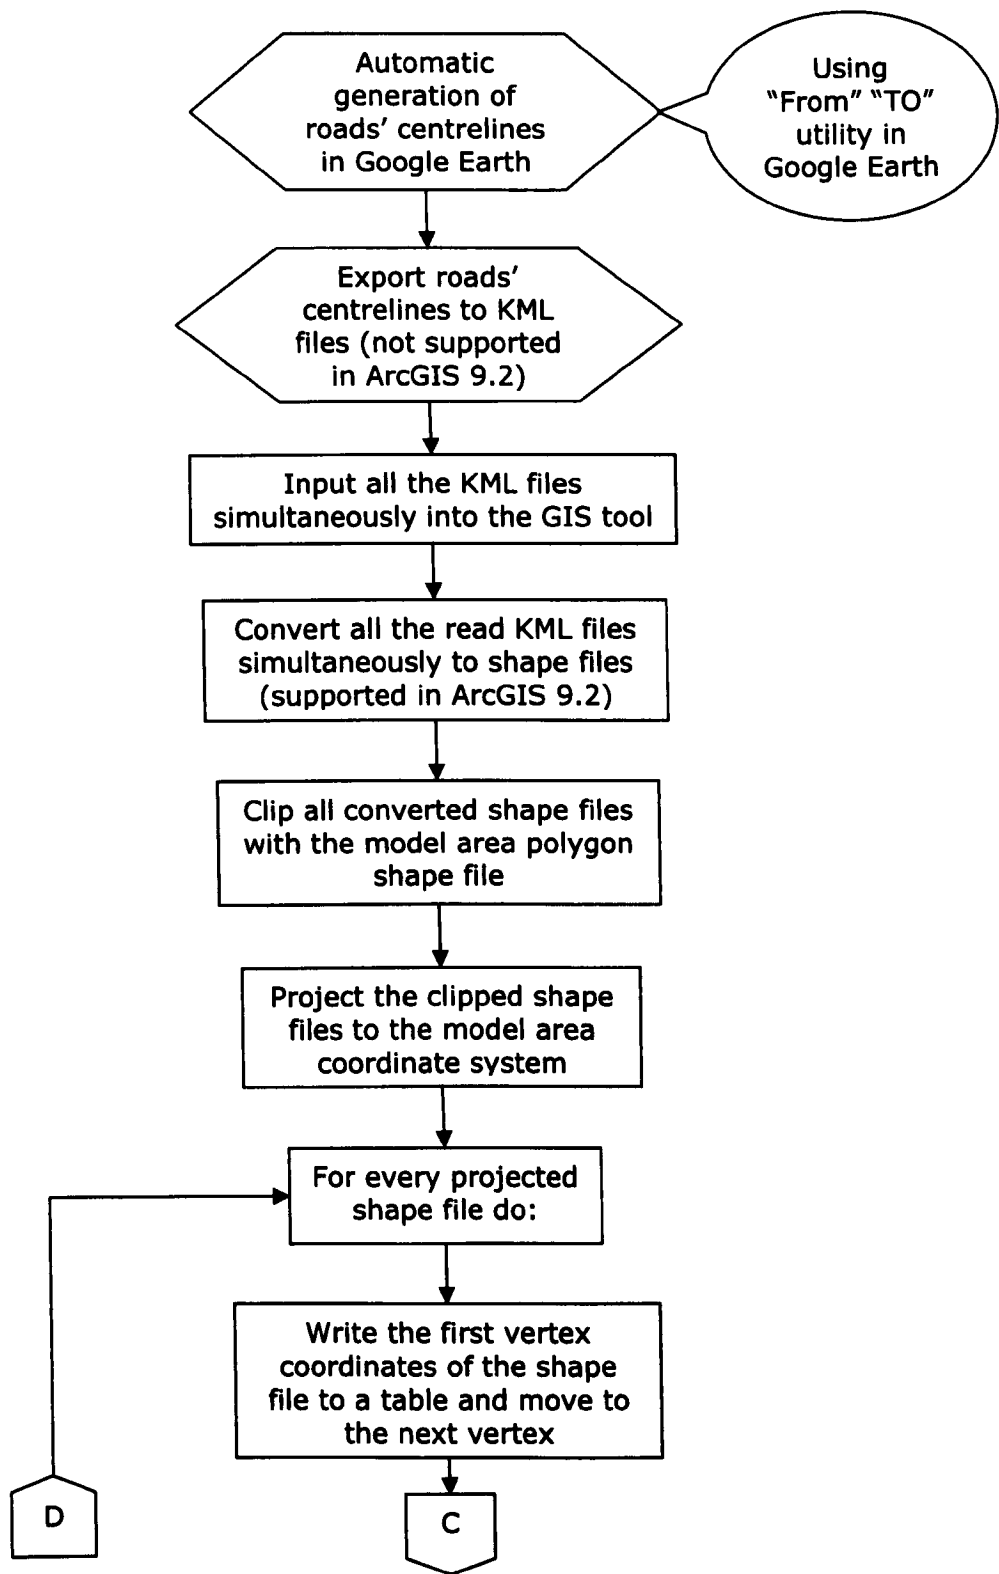 Automatic
generation of
roads' centrelines
in Google Earth
Using
"From" "TO"
utility in
Google Earth
Export roads'
centrelines to KML
files (not supported
in ArcGIS 9.2)
Input all the KML files
simultaneously into the GIS tool
Convert all the read KML files
simultaneously to shape files
(supported in ArcGIS 9.2)
Clip all converted shape files
with the model area polygon
shape file
Project the clipped shape
files to the model area
coordinate system
For every projected
shape file do:
Write the first vertex
coordinates of the shape
file to a table and move to
the next vertex
D
C